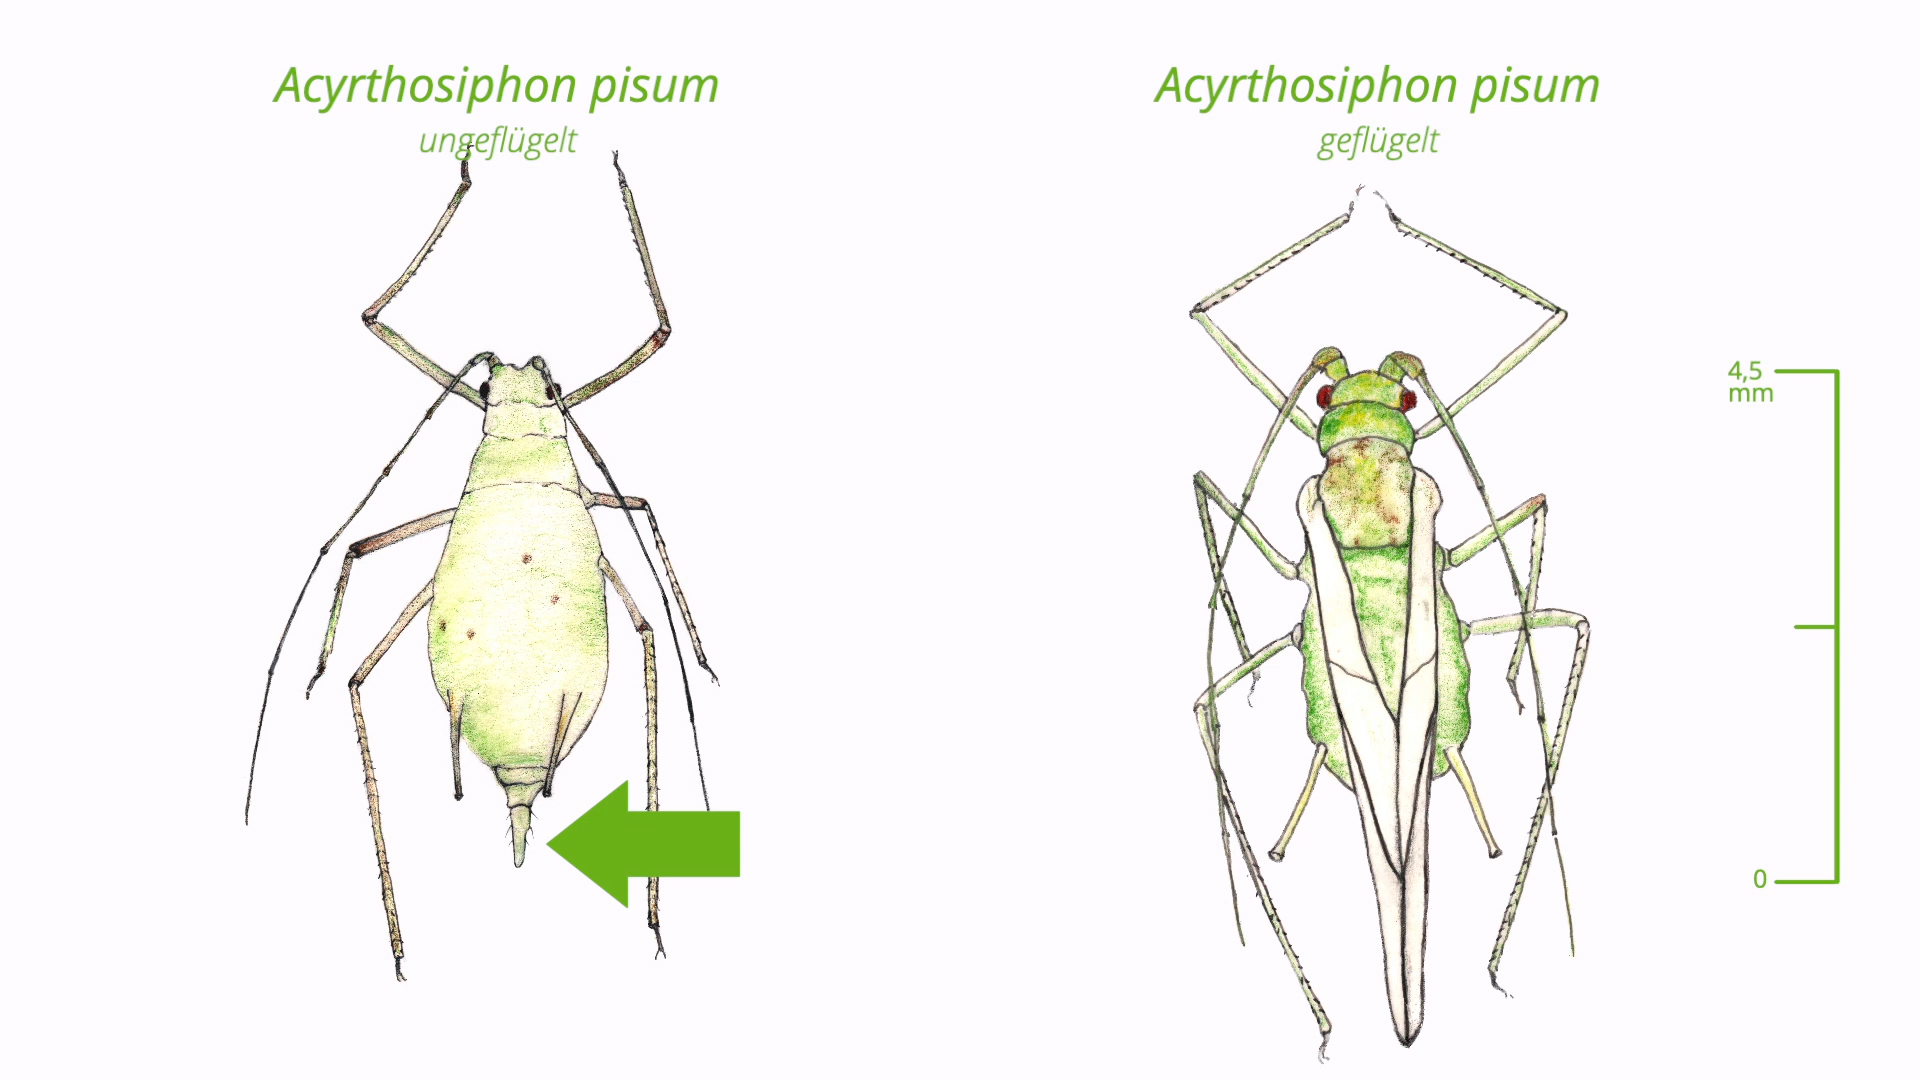 Acyrthosiphon pisum
ungeflügelt
Acyrthosiphon pisum
geflügelt
4,5
mm
0